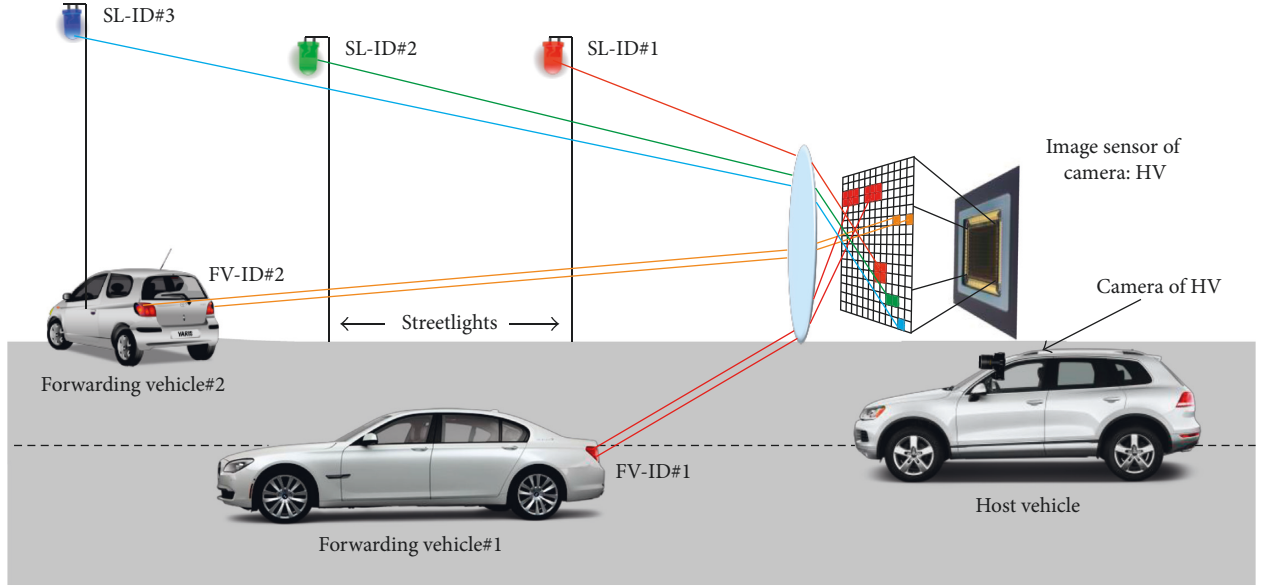 SL-ID#3
SL-ID#2
SL-ID#1
Image sensor of
camera: HV
FV-ID#2
Camera of HV
Streetlights
VARIS
Forwarding vehicle#2
FV-ID#1
Host vehicle
Forwarding vehicle#1